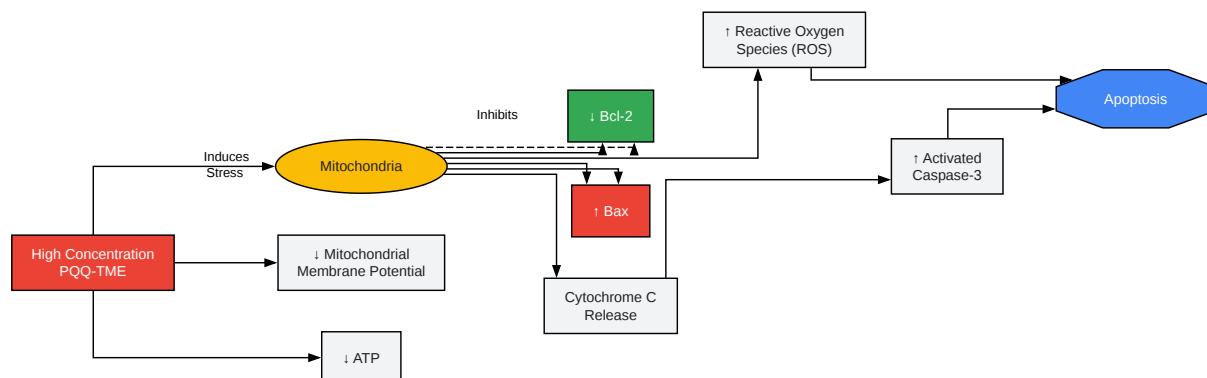 ↑ Reactive Oxygen
Species (ROS)
Apoptosis
Inhibits
↓ Bcl-2
Induces
Stress
Mitochondria
↑ Activated
Caspase-3
↑ Bax
High Concentration
PQQ-TME
↓ Mitochondrial
Membrane Potential
Cytochrome C
Release
↓ ATP